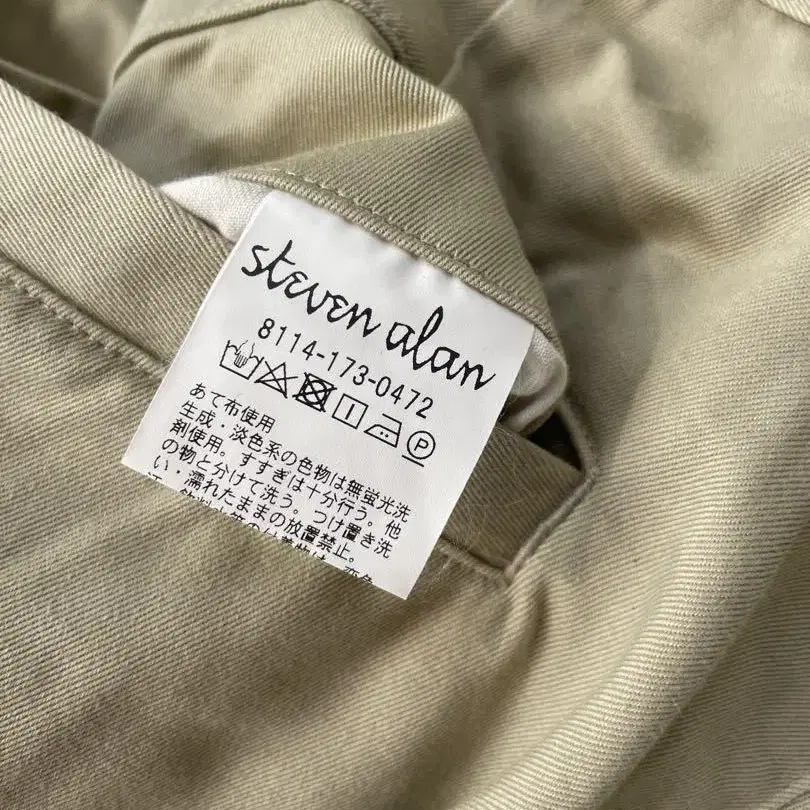 steven alan
8114-173-0472
P
あて布使用
生成・淡色系の色物は無蛍光洗
剤使用。すすぎは十分行う。他
の物と分けて洗う。つけ置き洗
い・濡れたままの放置禁止。